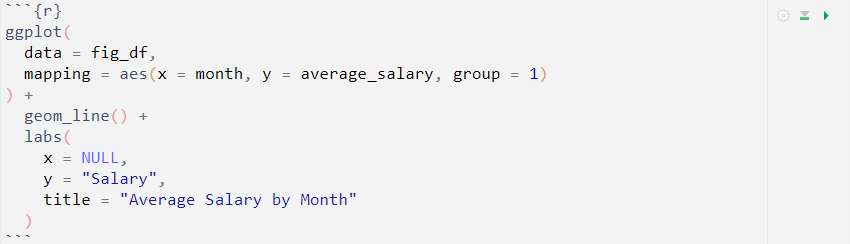 ```{r}
ggplot(
  data = fig_df,
  mapping = aes(x = month, y = average_salary, group = 1)
) +
  geom_line() +
  labs(
    x = NULL,
    y = "Salary",
    title = "Average Salary by Month"
  )
```